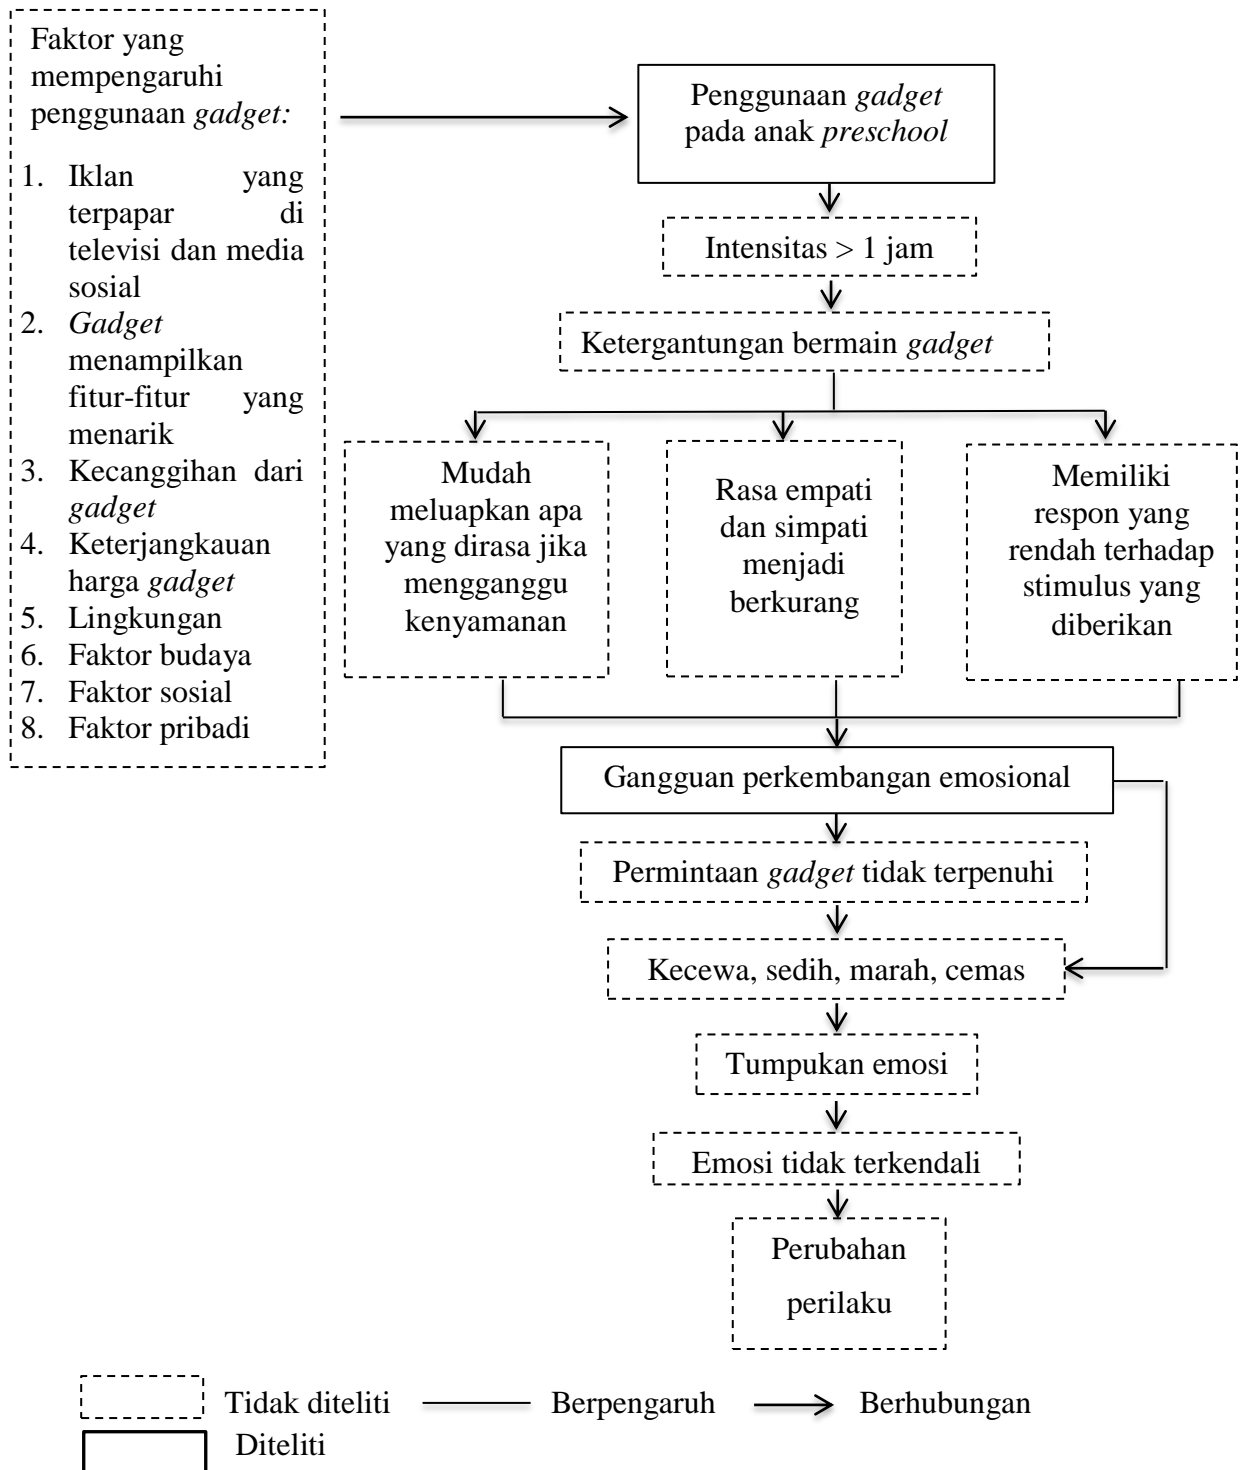 Faktor yang
mempengaruhi
penggunaan gadget:
1. Iklan yang
terpapar di
televisi dan media
sosial
2. Gadget
menampilkan
fitur-fitur yang
menarik
3. Kecanggihan dari
gadget
4. Keterjangkauan
harga gadget
5. Lingkungan
6. Faktor budaya
7. Faktor sosial
8. Faktor pribadi
Penggunaan gadget
pada anak preschool
Intensitas > 1 jam
Ketergantungan bermain gadget
Mudah
meluapkan apa
yang dirasa jika
mengganggu
kenyamanan
Rasa empati
dan simpati
menjadi
berkurang
Memiliki
respon yang
rendah terhadap
stimulus yang
diberikan
Gangguan perkembangan emosional
Permintaan gadget tidak terpenuhi
Kecewa, sedih, marah, cemas
Tumpukan emosi
Emosi tidak terkendali
Perubahan
perilaku
Tidak diteliti Berpengaruh Berhubungan
Diteliti